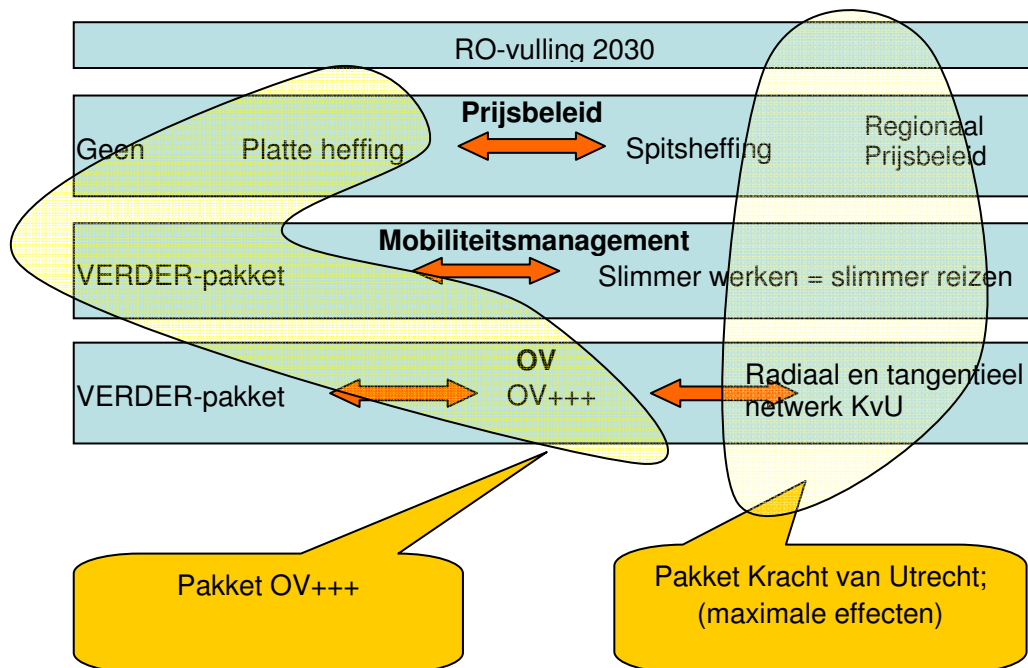 RO-vulling 2030
Prijsbeleid
Geen
Platte heffing
Spitsheffing
Regionaal
Prijsbeleid
Mobiliteitsmanagement
VERDER-pakket
Slimmer werken = slimmer reizen
OV
VERDER-pakket
OV+++
Radiaal en tangentieel
netwerk KvU
Pakket OV+++
Pakket Kracht van Utrecht;
(maximale effecten)